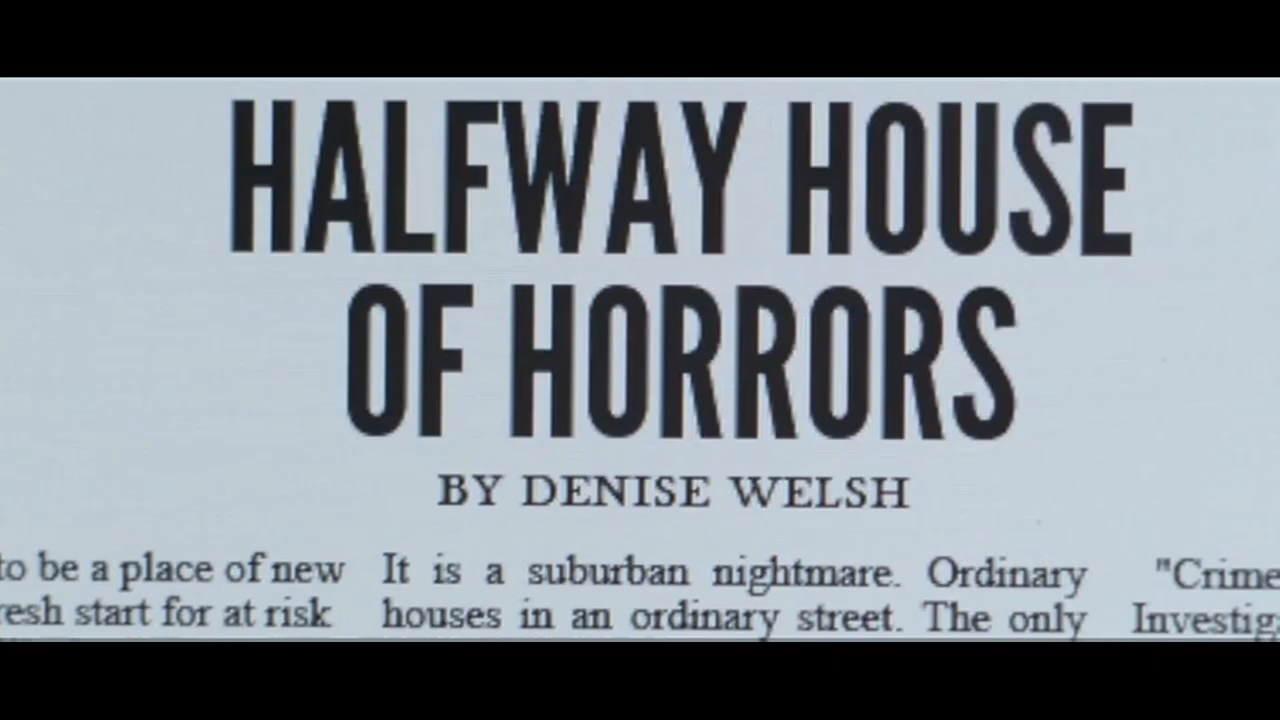 HALFWAY HOUSE
OF HORRORS
BY DENISE WELSH
to be a place of new
resh start for at risk
It is a suburban nightmare. Ordinary
houses in an ordinary street. The only
"Crime
Investig